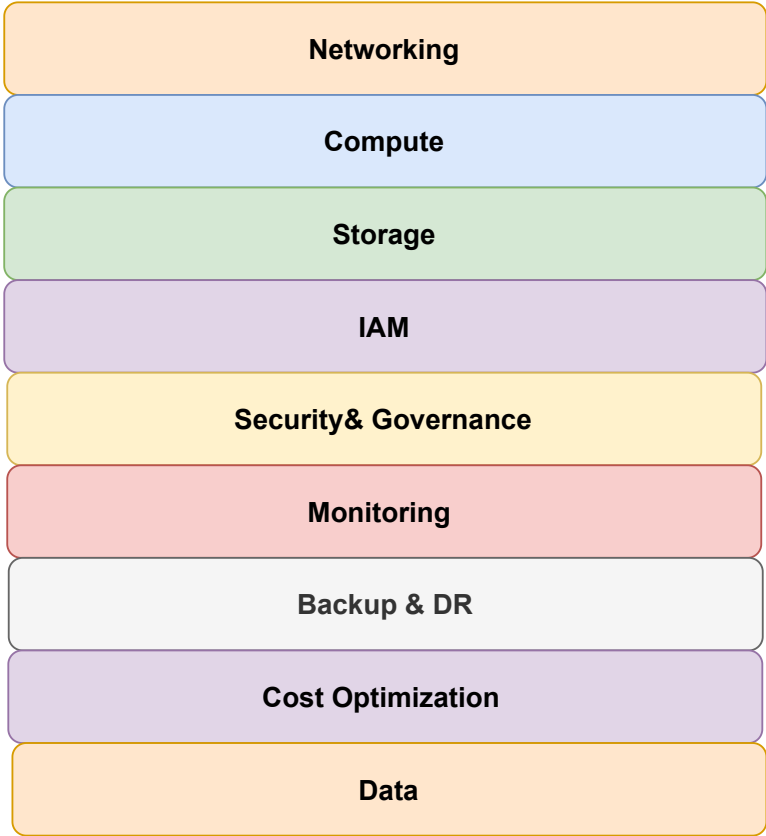 Networking
Compute
Storage
IAM
Security& Governance
Monitoring
Backup & DR
Cost Optimization
Data